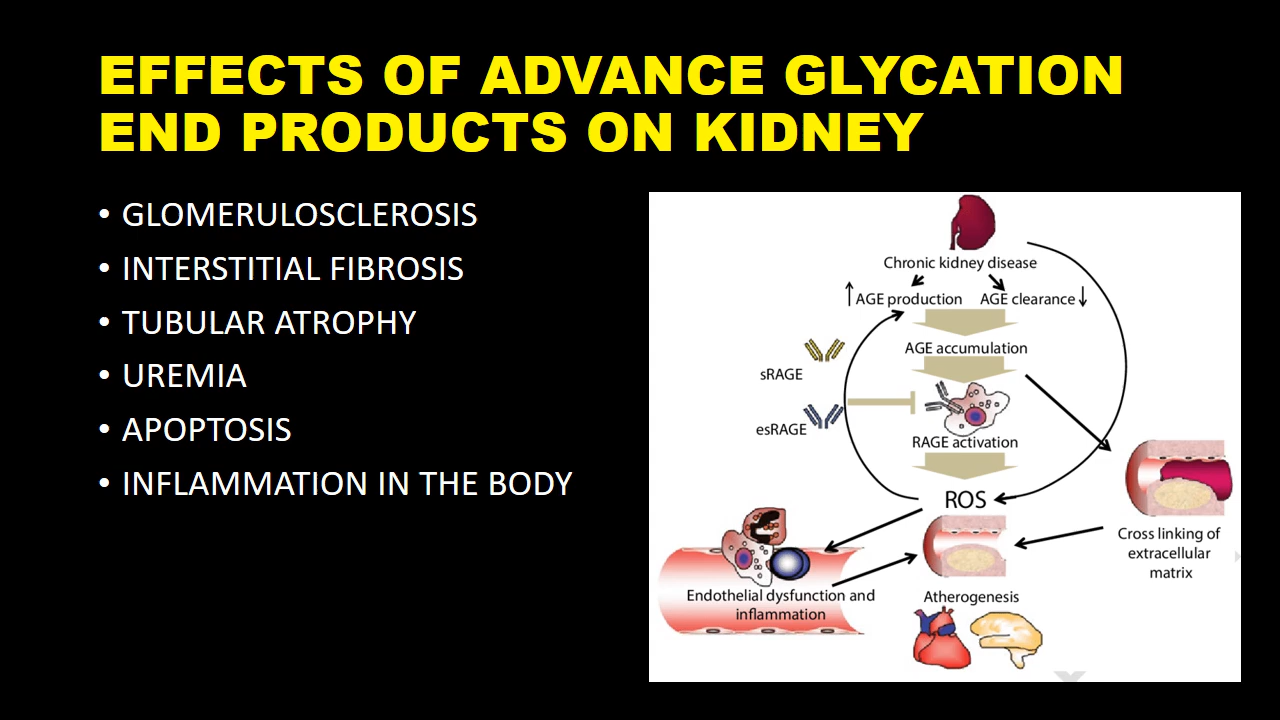 EFFECTS OF ADVANCE GLYCATION
END PRODUCTS ON KIDNEY
• GLOMERULOSCLEROSIS
• INTERSTITIAL FIBROSIS
• TUBULAR ATROPHY
• UREMIA
• APOPTOSIS
• INFLAMMATION IN THE BODY
Chronic kidney disease
AGE production
AGE clearance
AGE accumulation
sRAGE
esRAGE
RAGE activation
ROS
Cross linking of
extracellular
matrix
Endothelial dysfunction and
inflammation
Atherogenesis